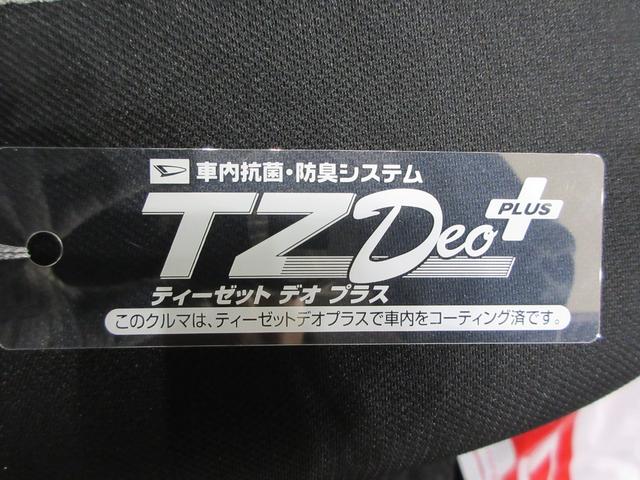 車内抗菌・防臭システム
TZ Deo PLUS
ティーゼット デオ プラス
このクルマは、ティーゼットデオプラスで車内をコーティング済です。